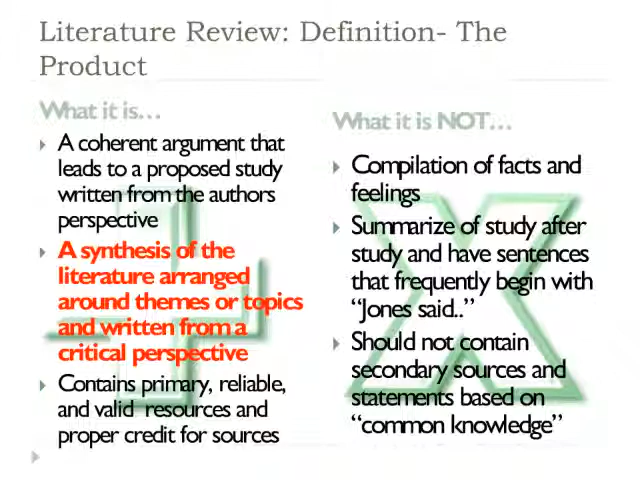 Literature Review: Definition- The
Product
What it is…
A coherent argument that
leads to a proposed study
written from the authors
perspective
A synthesis of the
literature arranged
around themes or topics
and written from a
critical perspective
Contains primary, reliable,
and valid resources and
proper credit for sources
What it is NOT…
Compilation of facts and
feelings
Summarize of study after
study and have sentences
that frequently begin with
“Jones said..”
Should not contain
secondary sources and
statements based on
“common knowledge”